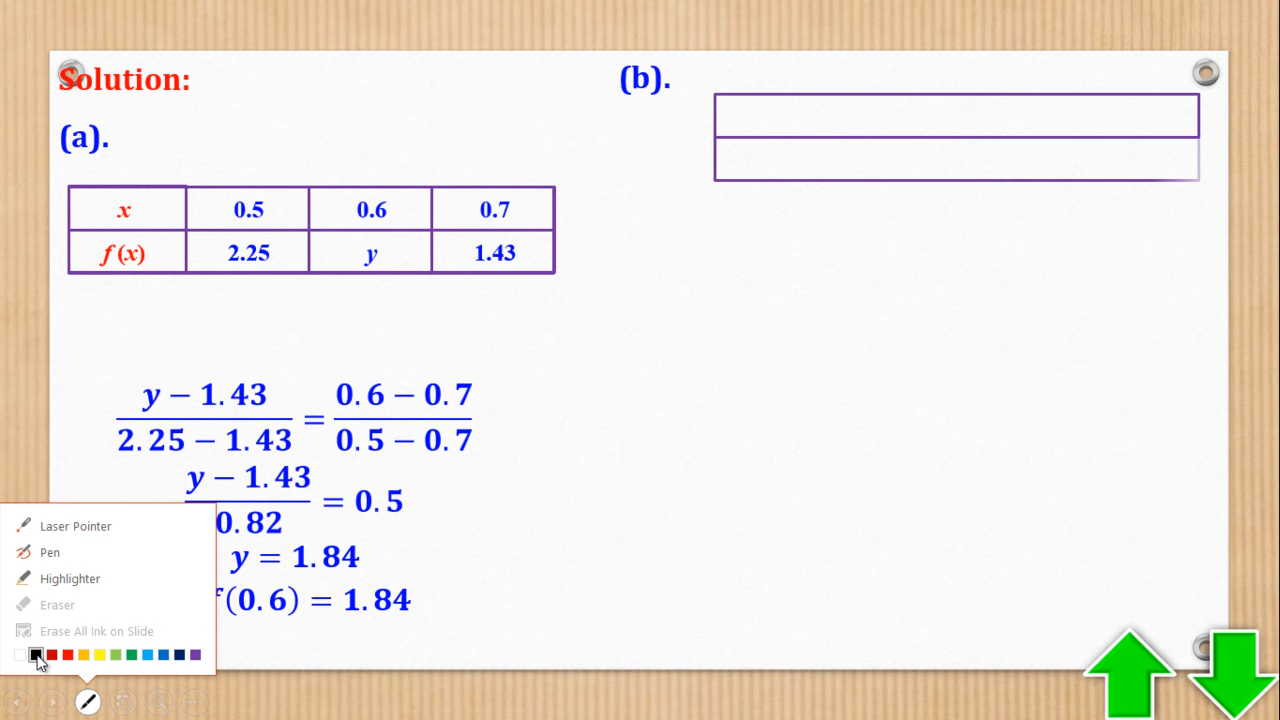 Solution:
(a).
x 0.5 0.6 0.7
f(x) 2.25 y 1.43
y − 1.43 / 2.25 − 1.43 = 0.6 − 0.7 / 0.5 − 0.7
y − 1.43 / 0.82 = 0.5
y = 1.84
(0.6) = 1.84
(b).
Laser Pointer
Pen
Highlighter
Eraser
Erase All Ink on Slide